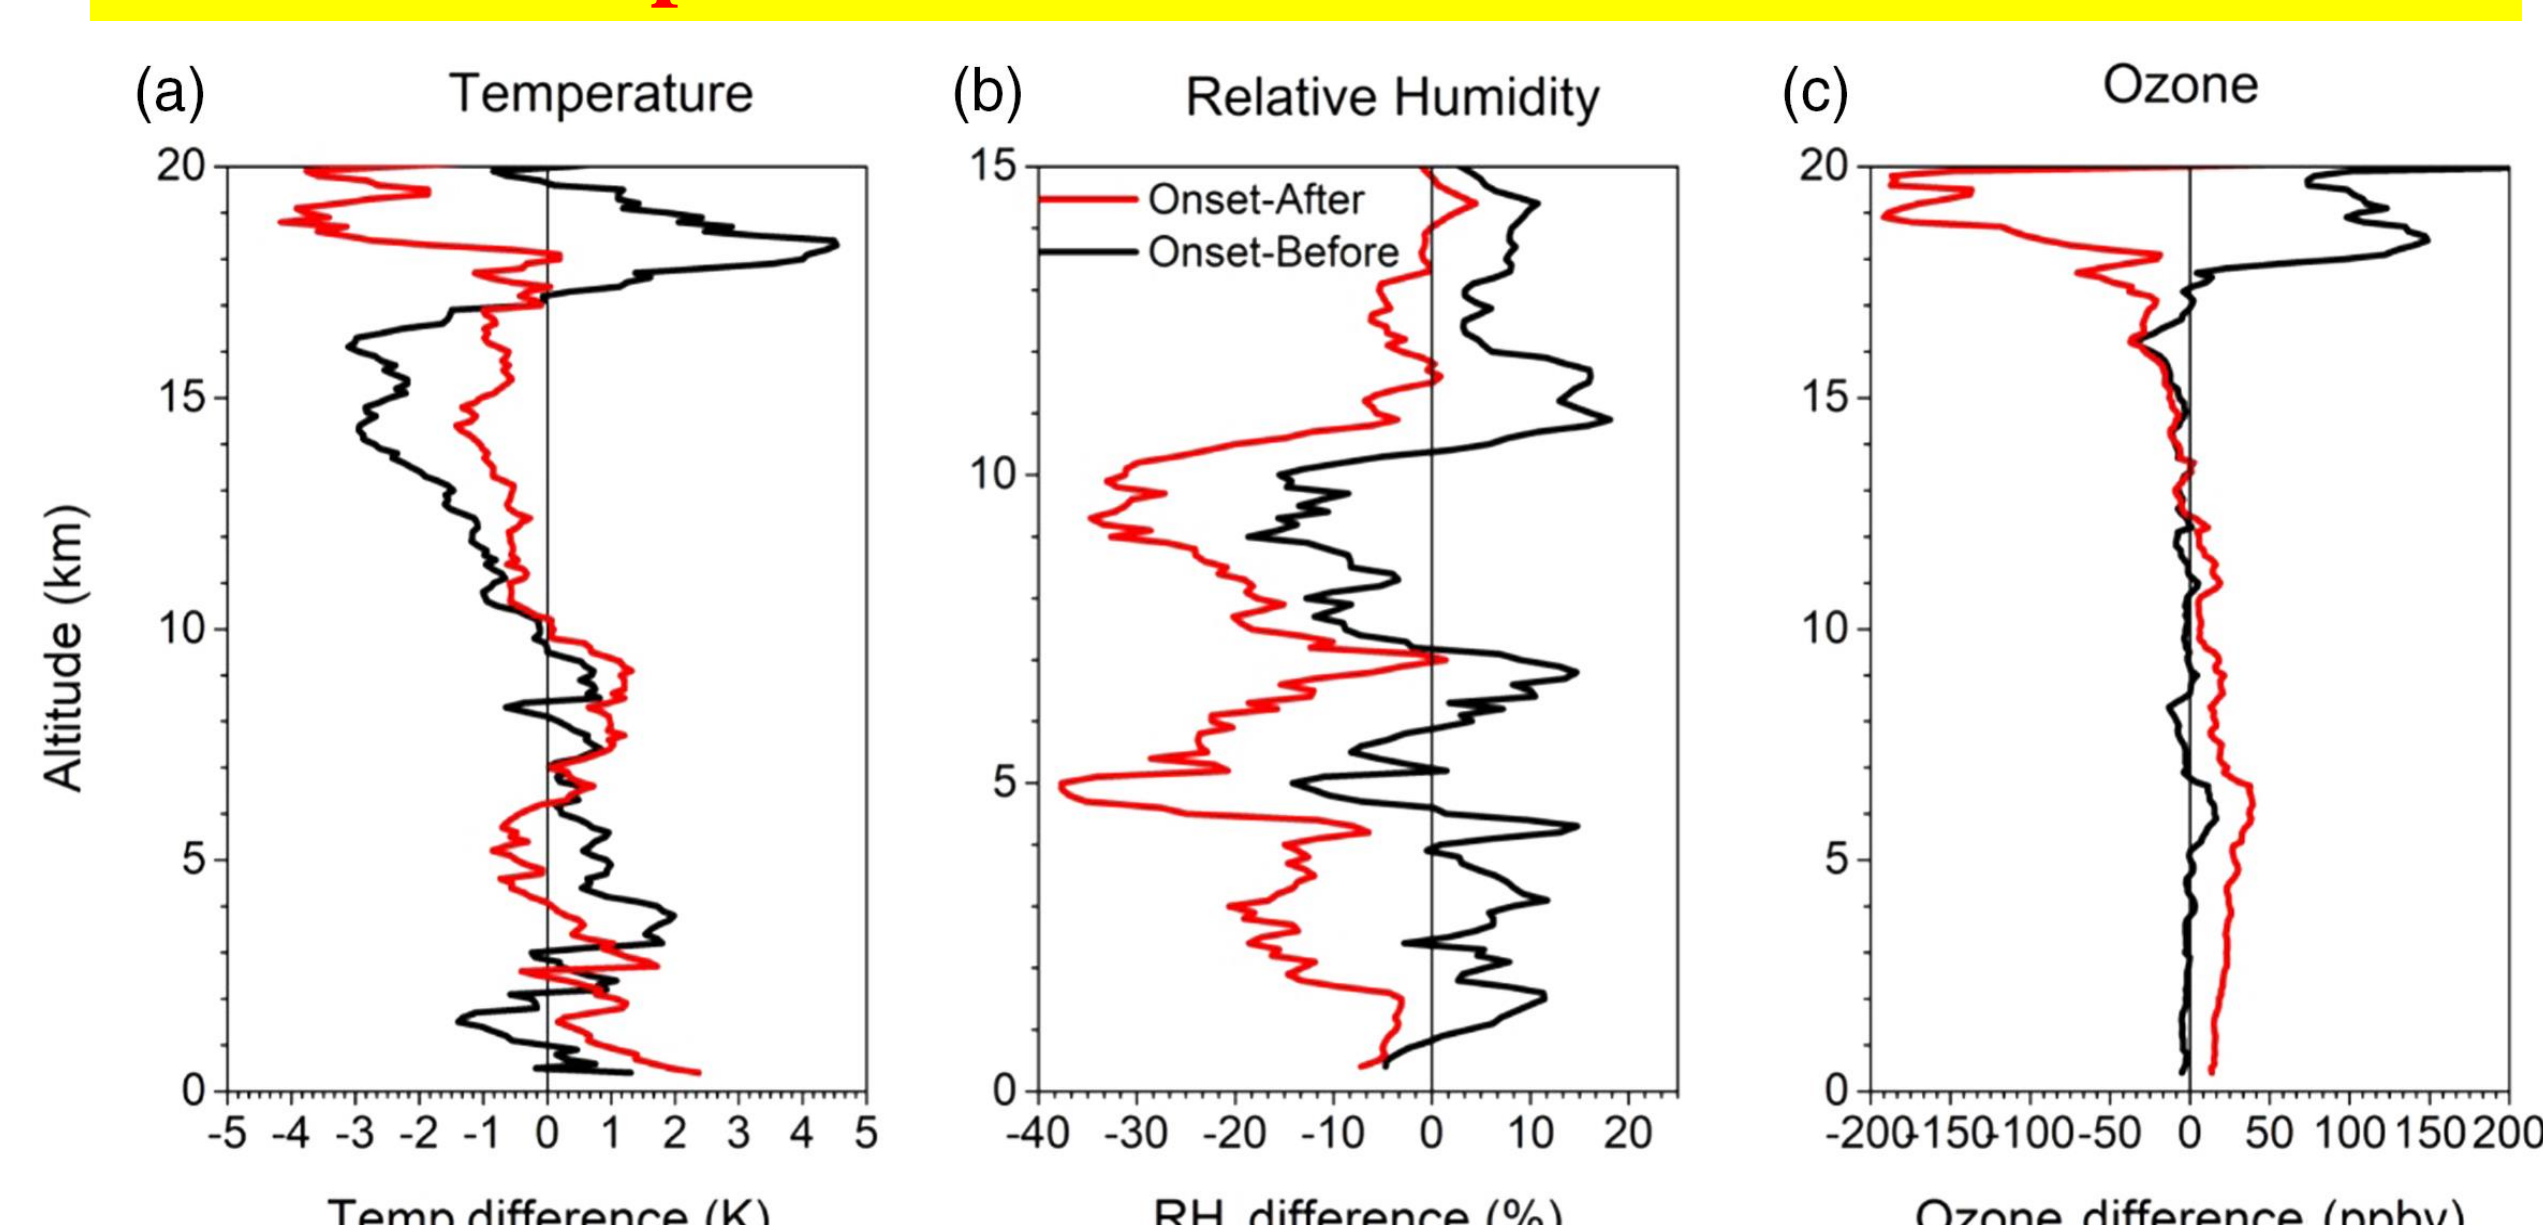 (a) Temperature
(b) Relative Humidity
(c) Ozone
Altitude (km)
20
15
10
5
0
-5 -4 -3 -2 -1 0 1 2 3 4 5
Temp difference (K)
Onset-After
Onset-Before
15
10
5
0
-40 -30 -20 -10 0 10 20
RH difference (%)
20
15
10
5
0
-200 -150 -100 -50 0 50 100 150 200
Ozone difference (ppbv)